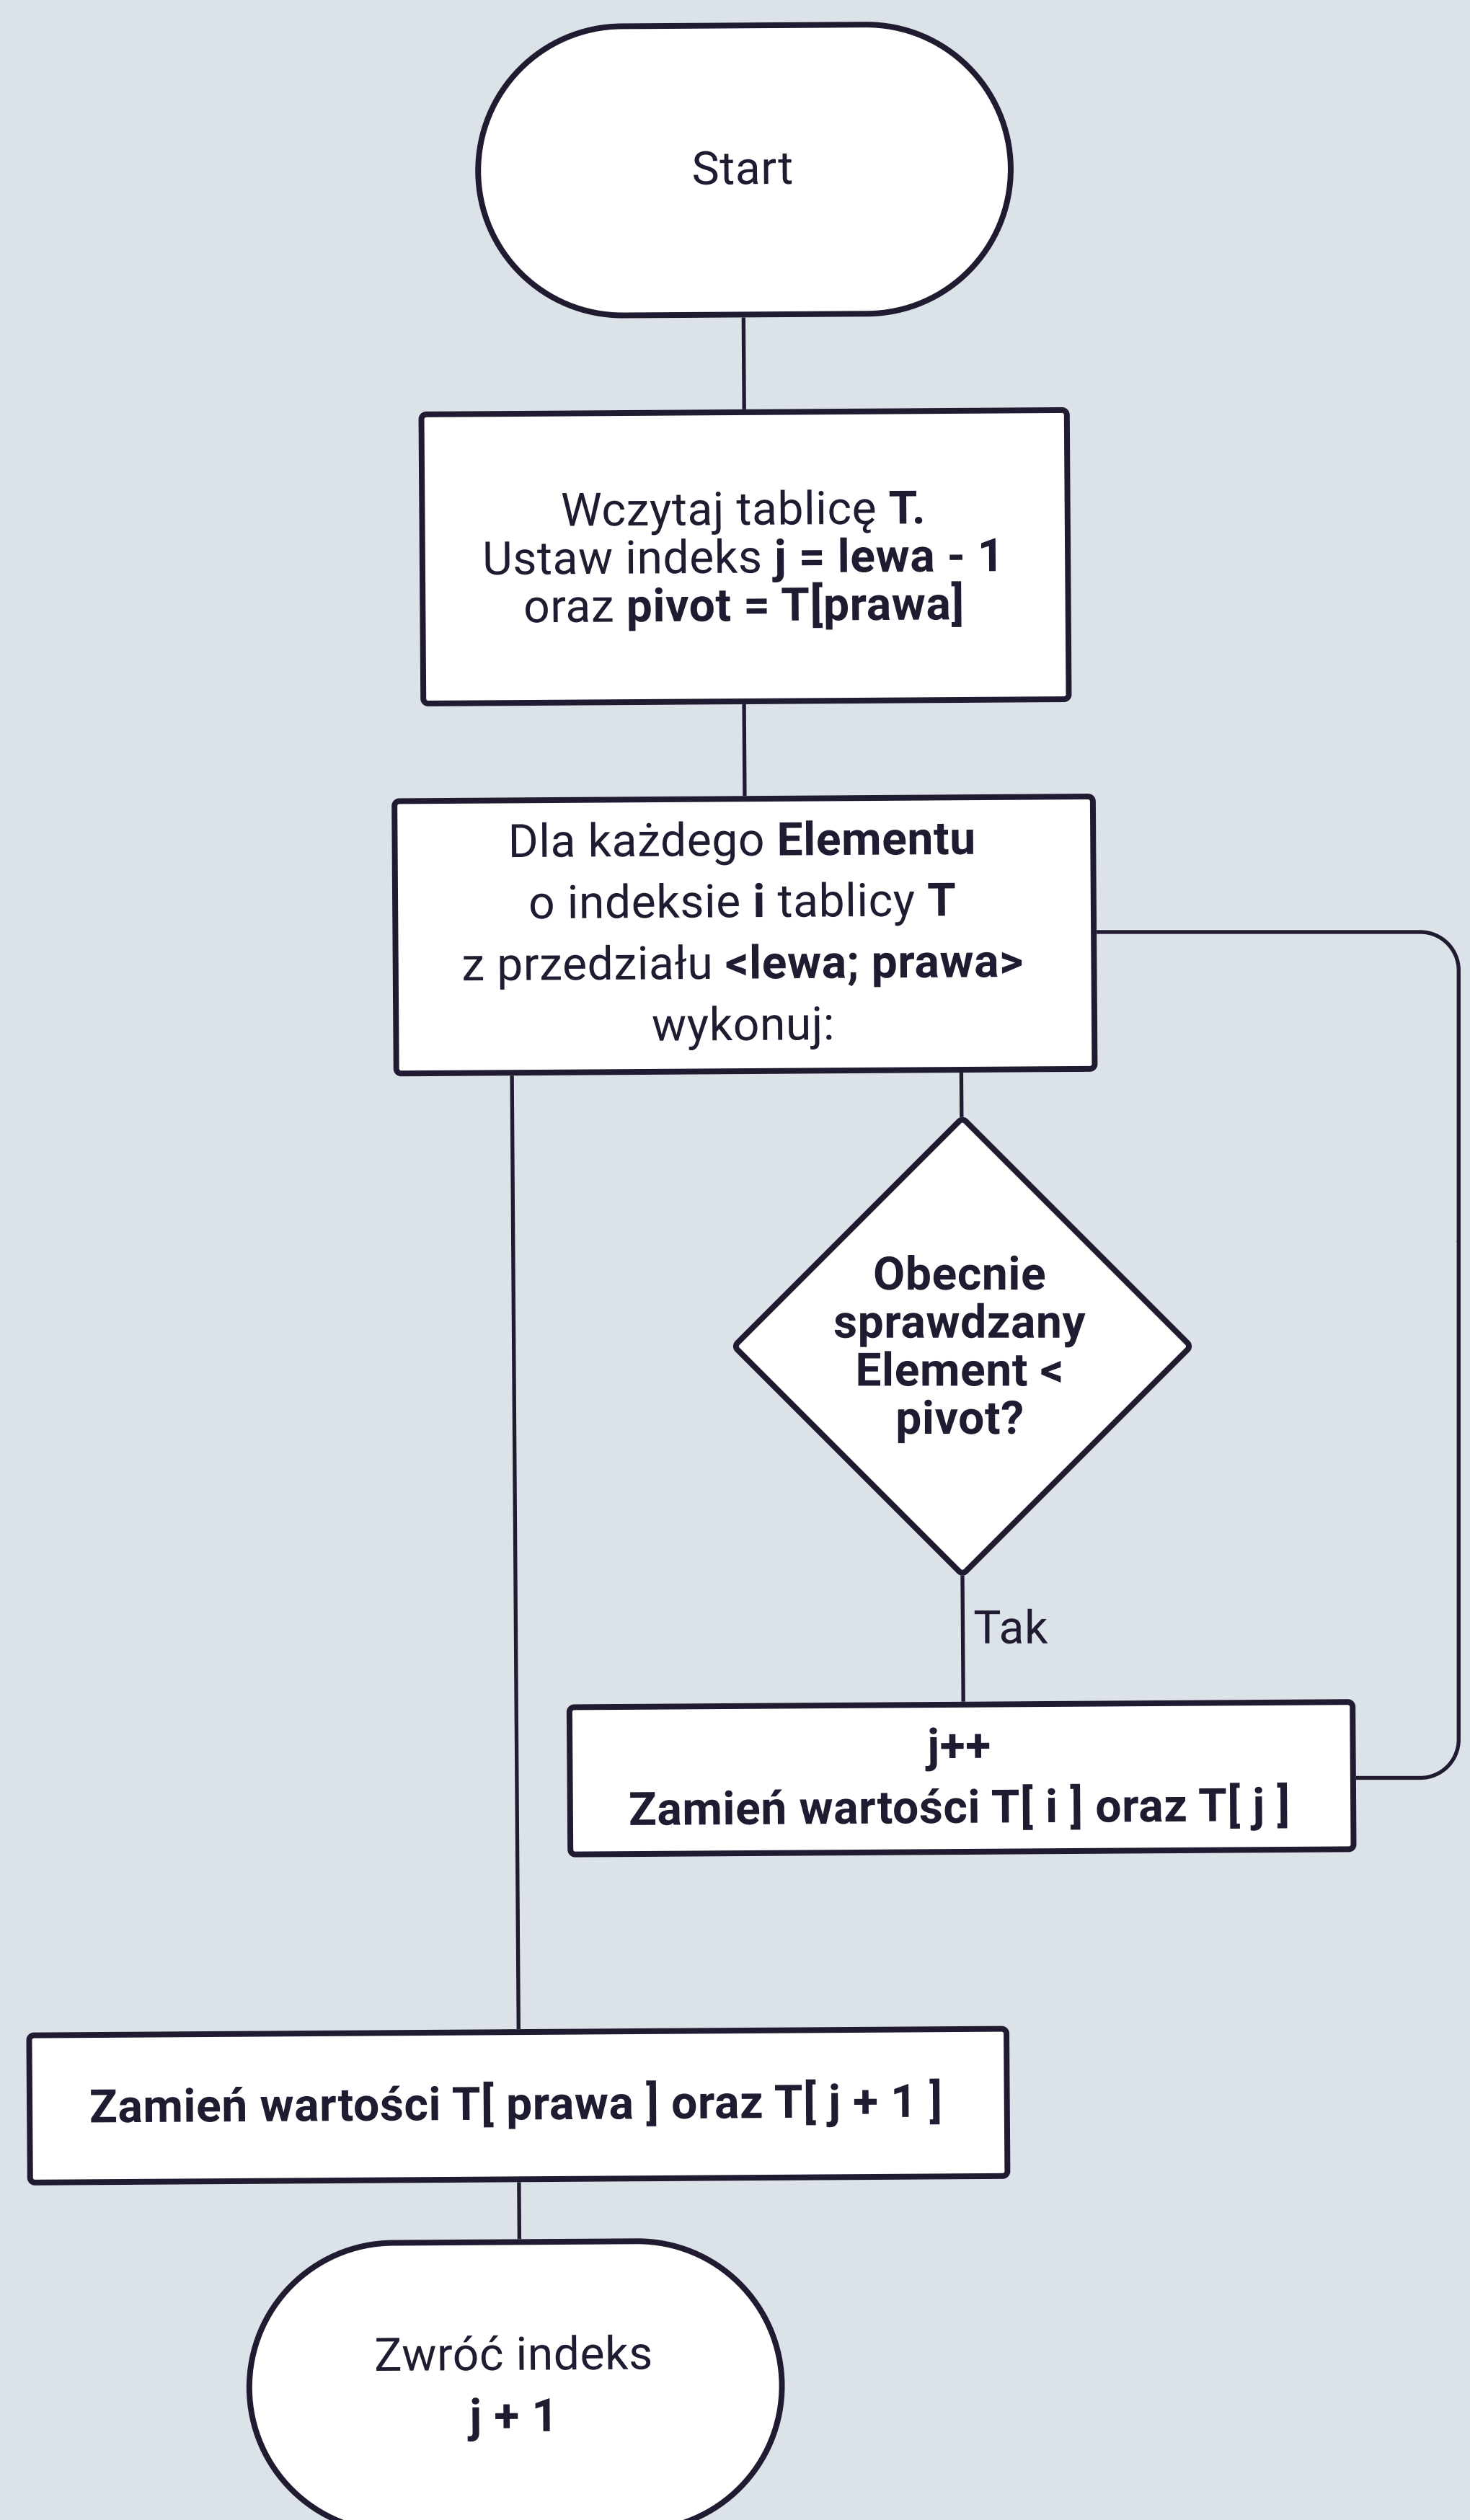 Start
Wczytaj tablicę T.
Ustaw indeks j = lewa - 1
oraz pivot = T[prawa]
Dla każdego Elementu
o indeksie i tablicy T
z przedziału <lewa; prawa>
wykonuj:
Obecnie
sprawdzany
Element <
pivot?
Tak
j++
Zamień wartości T[ i ] oraz T[ j ]
Zamień wartości T[ prawa ] oraz T[ j + 1 ]
Zwróć indeks
j + 1